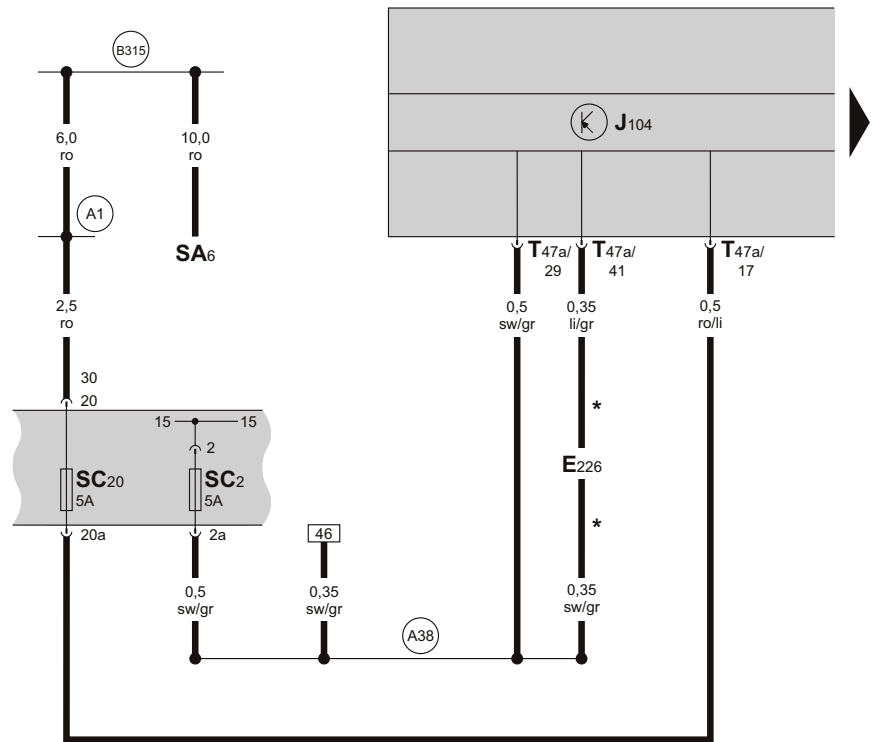 B315
J104
6,0
ro
10,0
ro
A1
SA6
T47a/
29
T47a/
41
T47a/
17
2,5
ro
0,5
sw/gr
0,35
li/gr
0,5
ro/li
30
20
*
15 15
2
SC20
5A
SC2
5A
E226
*
20a
2a
46
0,5
sw/gr
0,35
sw/gr
0,35
sw/gr
A38